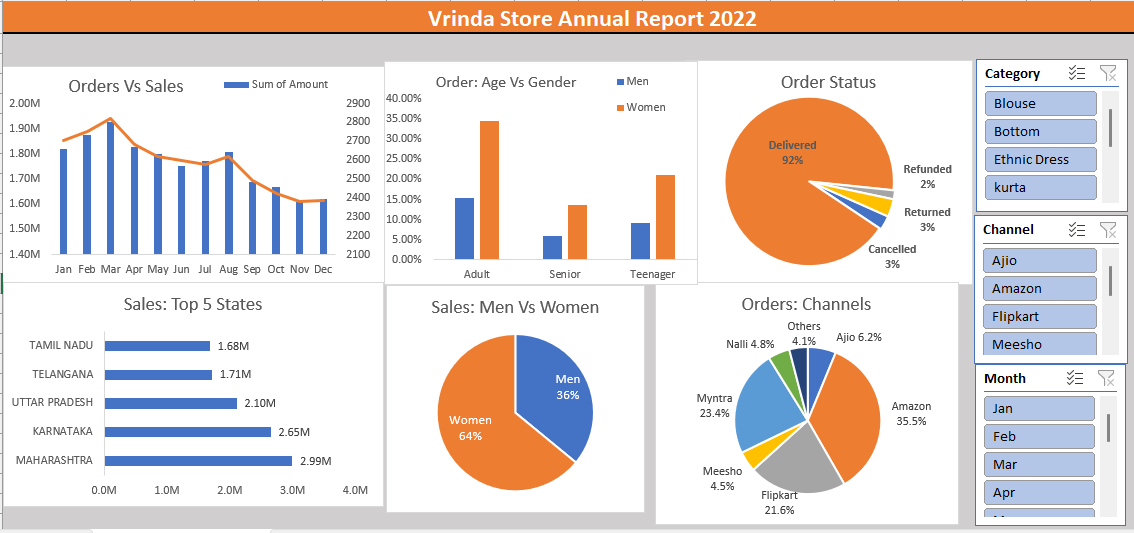 Vrinda Store Annual Report 2022
Orders Vs Sales
Sum of Amount
2.00M
1.90M
1.80M
1.70M
1.60M
1.50M
1.40M
2900
2800
2700
2600
2500
2400
2300
2200
2100
Jan Feb Mar Apr May Jun Jul Aug Sep Oct Nov Dec
Order: Age Vs Gender
Men
Women
40.00%
35.00%
30.00%
25.00%
20.00%
15.00%
10.00%
5.00%
0.00%
Adult Senior Teenager
Order Status
Delivered
92%
Refunded
2%
Returned
3%
Cancelled
3%
Category
Blouse
Bottom
Ethnic Dress
kurta
Channel
Ajio
Amazon
Flipkart
Meesho
Month
Jan
Feb
Mar
Apr
Sales: Top 5 States
TAMIL NADU 1.68M
TELANGANA 1.71M
UTTAR PRADESH 2.10M
KARNATAKA 2.65M
MAHARASHTRA 2.99M
0.0M 1.0M 2.0M 3.0M 4.0M
Sales: Men Vs Women
Men
36%
Women
64%
Orders: Channels
Others
4.1%
Ajio 6.2%
Nalli 4.8%
Myntra
23.4%
Amazon
35.5%
Meesho
4.5%
Flipkart
21.6%